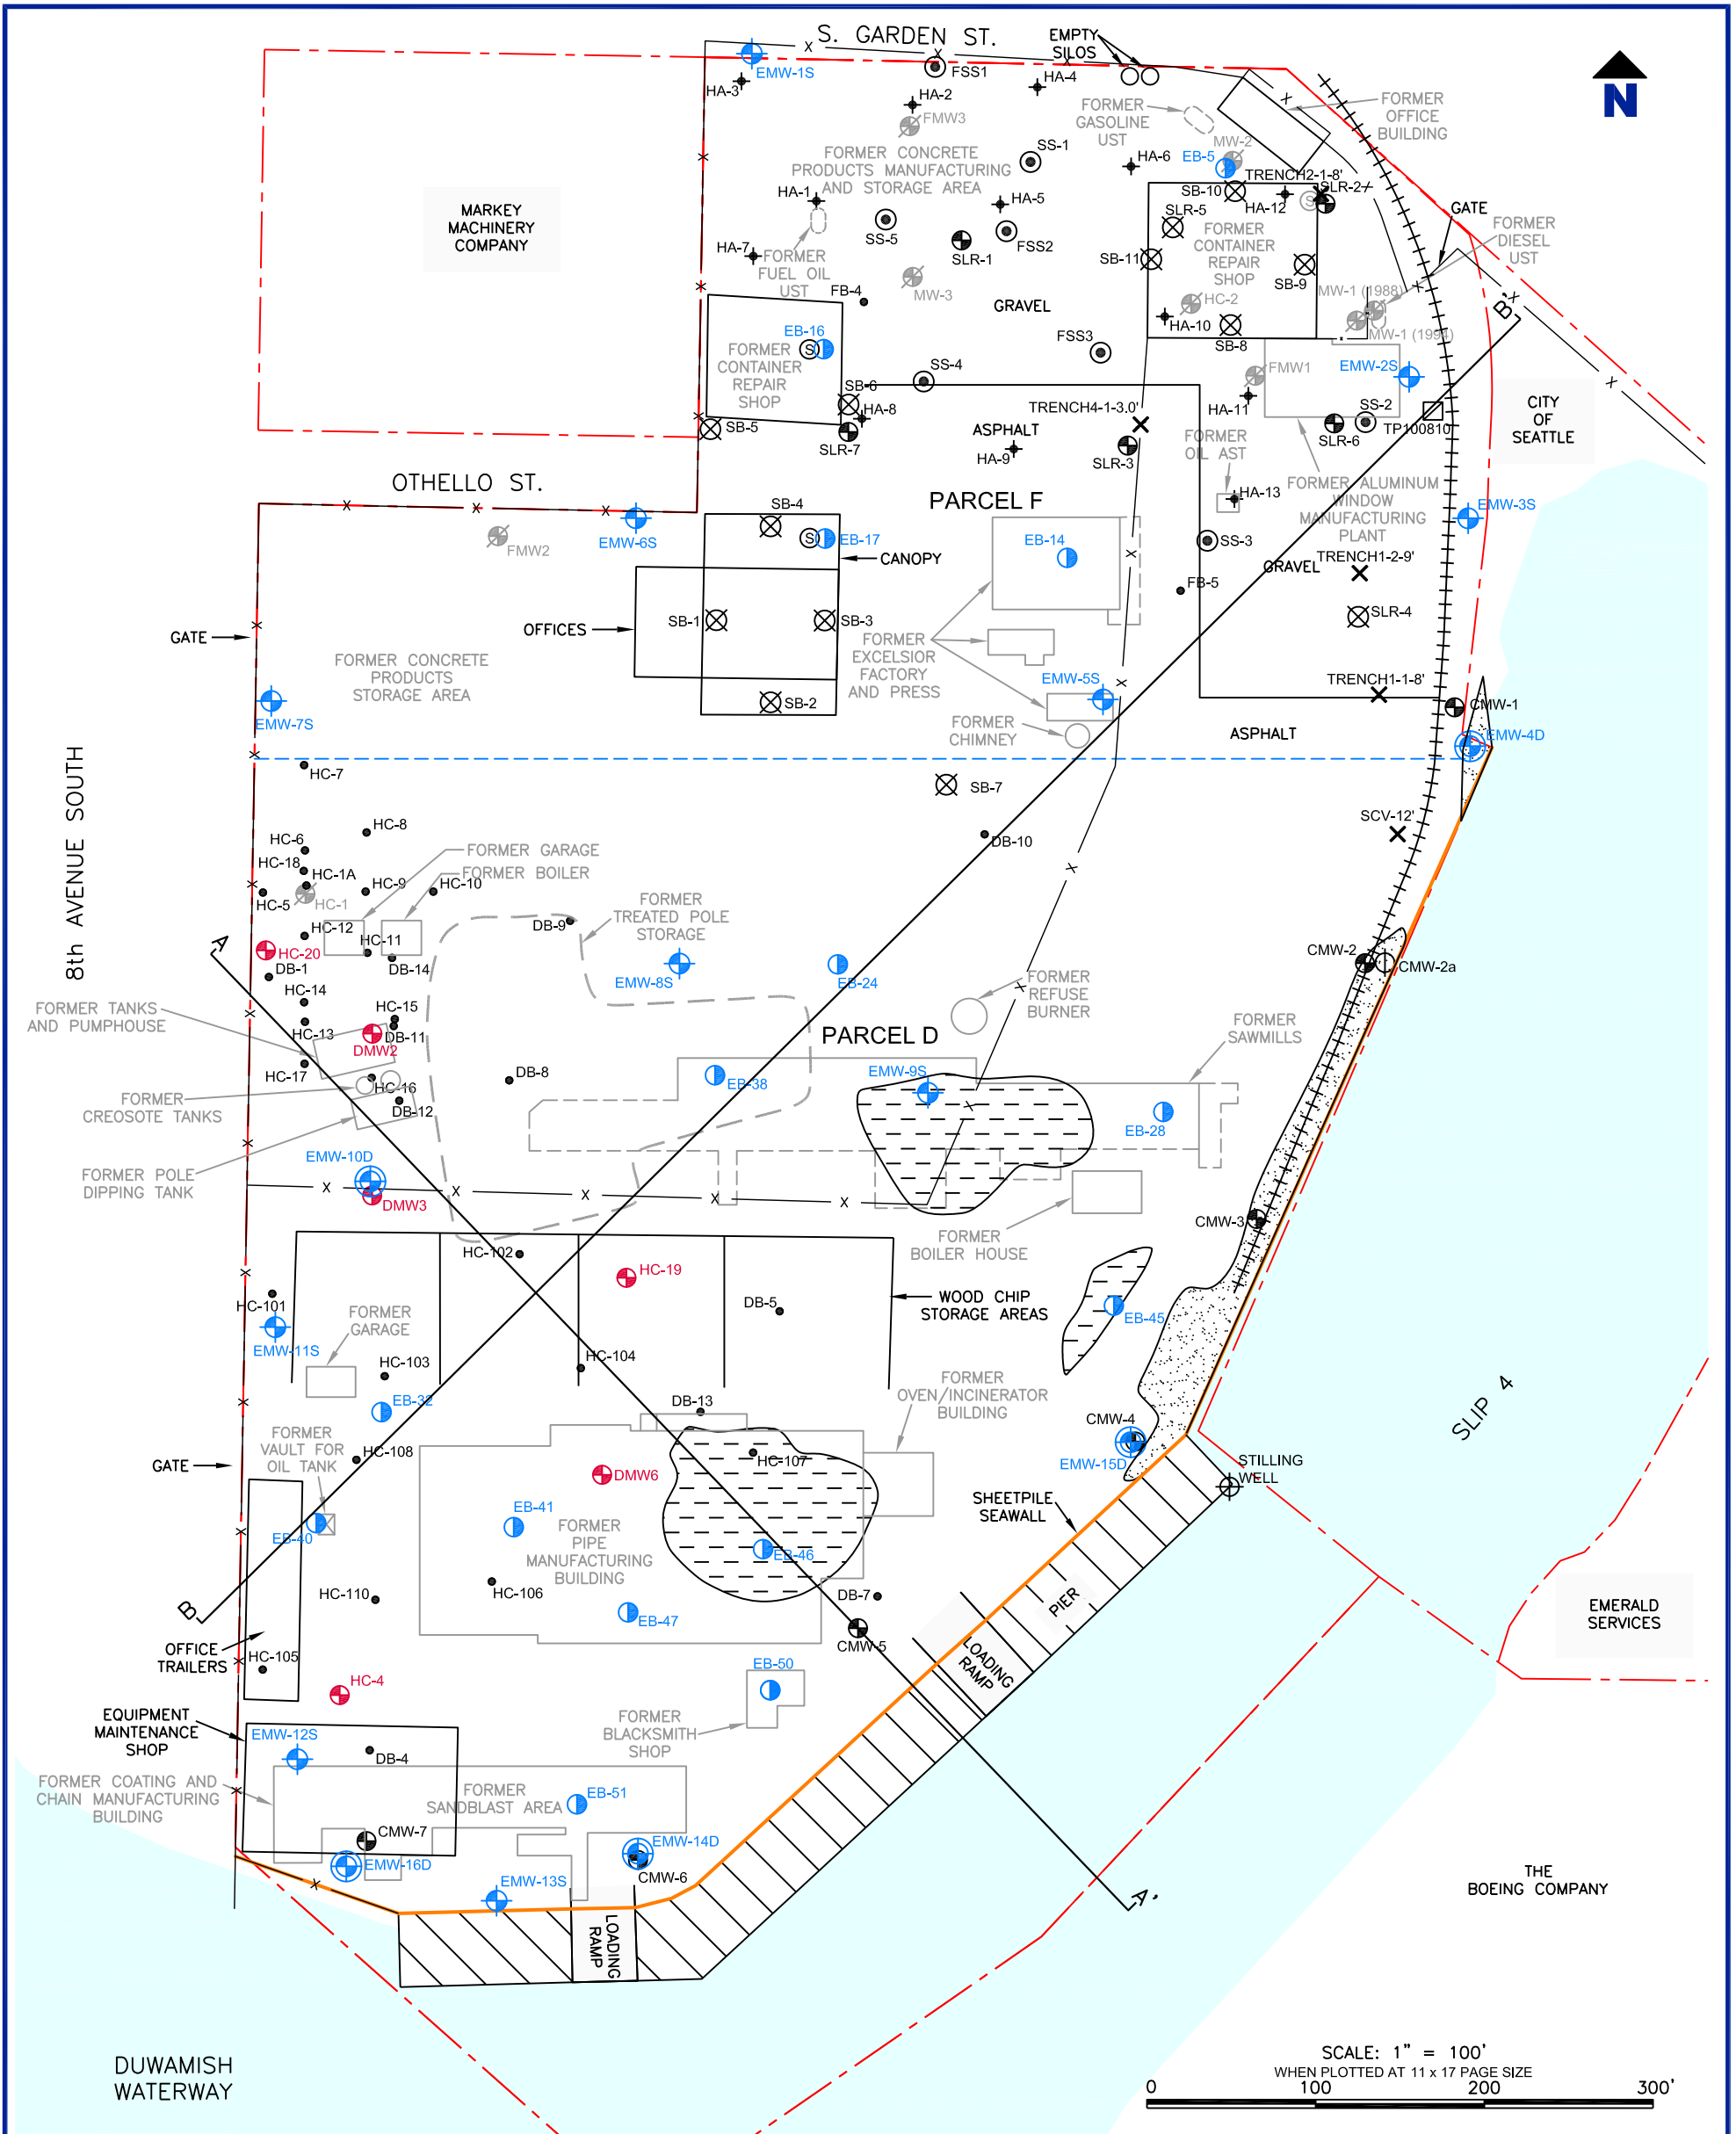 S. GARDEN ST.
EMPTY
SILOS
N
EMW-1S
FSS1
HA-3
HA-4
HA-2
FMW3
FORMER
GASOLINE
UST
FORMER
OFFICE
BUILDING
FORMER CONCRETE
PRODUCTS MANUFACTURING
AND STORAGE AREA
SS-1
HA-6
MW-2
EB-5
TRENCH2-1-8'
SLR-2
SB-10
HA-12
S
HA-1
HA-5
SS-5
FSS2
SLR-1
SLR-5
GATE
FORMER
DIESEL
UST
MARKEY
MACHINERY
COMPANY
HA-7
FORMER
FUEL OIL
UST
FORMER
CONTAINER
REPAIR
SHOP
SB-11
SB-9
MW-3
FB-4
GRAVEL
HC-2
MW-1 (1988)
MW-1 (1994)
B'
HA-10
SB-8
EB-16
S
FORMER
CONTAINER
REPAIR
SHOP
FSS3
SS-4
FMW1
EMW-2S
SB-6
HA-8
SB-5
SLR-7
TRENCH4-1-3.0'
HA-11
SS-2
TP100810
CITY
OF
SEATTLE
ASPHALT
HA-9
SLR-3
FORMER
OIL AST
SLR-6
HA-13
FORMER ALUMINUM
WINDOW
MANUFACTURING
PLANT
OTHELLO ST.
PARCEL F
SB-4
EMW-3S
EMW-6S
FMW2
S
EB-17
CANOPY
EB-14
SS-3
TRENCH1-2-9'
GRAVEL
FB-5
SLR-4
GATE
OFFICES
SB-1
SB-3
FORMER
EXCELSIOR
FACTORY
AND PRESS
FORMER CONCRETE
PRODUCTS
STORAGE AREA
TRENCH1-1-8'
EMW-5S
SB-2
CMW-1
EMW-7S
FORMER
CHIMNEY
ASPHALT
EMW-4D
8th AVENUE SOUTH
HC-7
SB-7
HC-8
SCV-12'
DB-10
HC-6
HC-18
FORMER GARAGE
HC-1A
FORMER BOILER
HC-9
HC-10
HC-5
HC-1
FORMER
TREATED POLE
STORAGE
HC-12
DB-9
A
HC-20
HC-11
CMW-2
CMW-2a
DB-1
DB-14
EMW-8S
EB-24
FORMER
REFUSE
BURNER
HC-14
FORMER TANKS
AND PUMPHOUSE
HC-15
HC-13
DB-11
DMW2
PARCEL D
FORMER
SAWMILLS
HC-17
HC-16
DB-8
EB-38
EMW-9S
FORMER
CREOSOTE TANKS
DB-12
EB-28
EMW-10D
FORMER POLE
DIPPING TANK
DMW3
CMW-3
FORMER
BOILER HOUSE
HC-102
HC-19
HC-101
DB-5
WOOD CHIP
STORAGE AREAS
EB-45
FORMER
GARAGE
EMW-11S
HC-103
HC-104
FORMER
OVEN/INCINERATOR
BUILDING
SLIP 4
EB-32
DB-13
CMW-4
FORMER
VAULT FOR
OIL TANK
HC-108
HC-107
GATE
EMW-15D
STILLING
WELL
DMW6
SHEETPILE
SEAWALL
EB-41
EB-40
FORMER
PIPE
MANUFACTURING
BUILDING
EB-46
HC-106
HC-110
DB-7
PIER
EMERALD
SERVICES
B
EB-47
CMW-5
OFFICE
TRAILERS
HC-105
LOADING
RAMP
EB-50
HC-4
EQUIPMENT
MAINTENANCE
SHOP
FORMER
BLACKSMITH
SHOP
EMW-12S
DB-4
FORMER COATING AND
CHAIN MANUFACTURING
BUILDING
FORMER
SANDBLAST AREA
EB-51
CMW-7
EMW-14D
EMW-16D
CMW-6
EMW-13S
A'
LOADING
RAMP
THE
BOEING COMPANY
DUWAMISH
WATERWAY
SCALE: 1" = 100'
WHEN PLOTTED AT 11 x 17 PAGE SIZE
0 100 200 300'